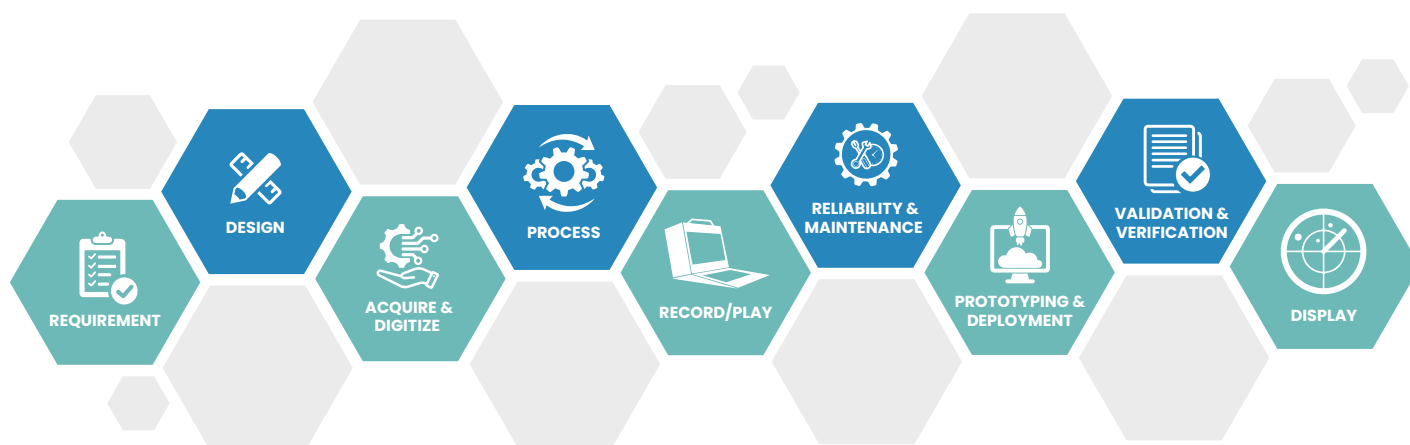 REQUIREMENT
DESIGN
ACQUIRE &
DIGITIZE
PROCESS
RECORD/PLAY
RELIABILITY &
MAINTENANCE
PROTOTYPING &
DEPLOYMENT
VALIDATION &
VERIFICATION
DISPLAY